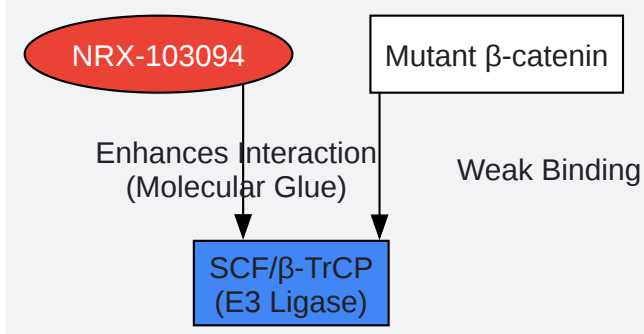 NRX-103094
Mutant β-catenin
Enhances Interaction
(Molecular Glue)
Weak Binding
SCF/β-TrCP
(E3 Ligase)